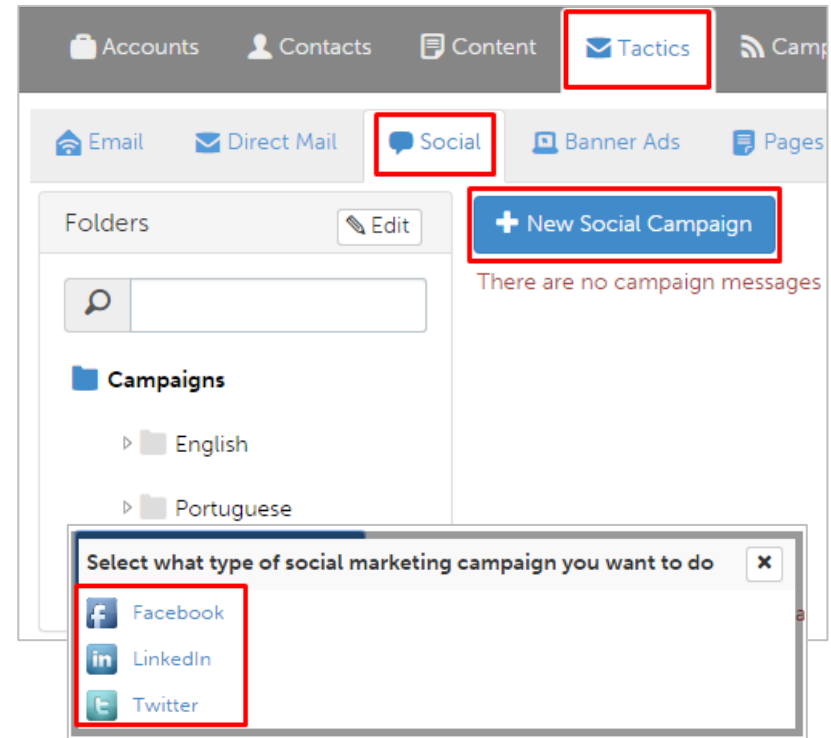 Accounts Contacts Content Tactics Camp
Email Direct Mail Social Banner Ads Pages
Folders Edit
+ New Social Campaign
There are no campaign messages
Campaigns
English
Portuguese
Select what type of social marketing campaign you want to do
Facebook
LinkedIn
Twitter